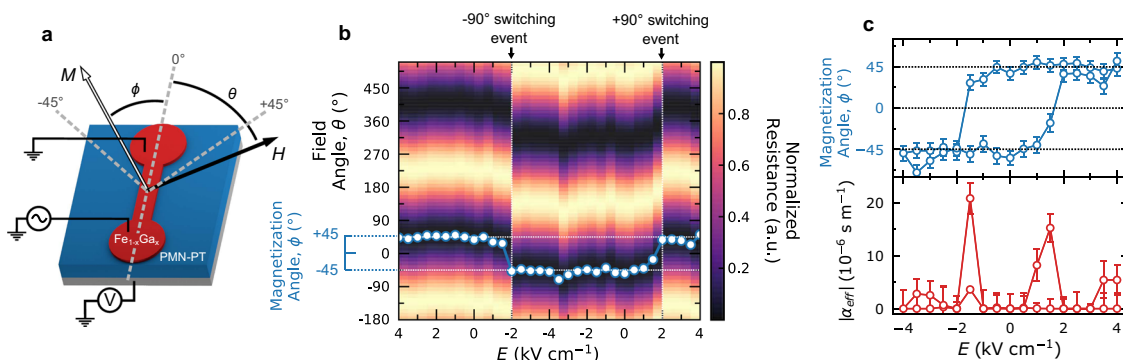 a
M
ϕ
0°
θ
-45°
+45°
H
Fe1-xGax
PMN-PT
V
b
-90° switching
event
+90° switching
event
Field
Angle, θ (°)
450
360
270
180
90
0
-90
-180
Magnetization
Angle, ϕ (°)
+45
-45
4 2 0 -2 -4 -2 0 2 4
E (kV cm⁻¹)
0.8
0.6
0.4
0.2
Normalized
Resistance (a.u.)
c
Magnetization
Angle, ϕ (°)
45
0
-45
|αeff| (10⁻⁶ s m⁻¹)
20
10
0
-4 -2 0 2 4
E (kV cm⁻¹)